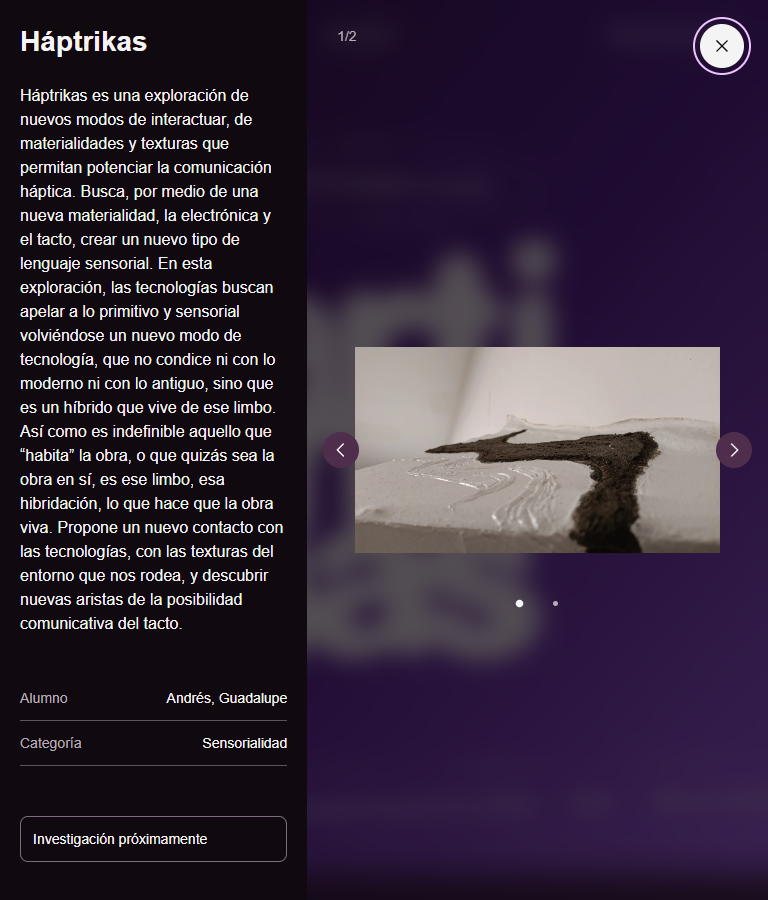 Háptrikas
Háptrikas es una exploración de
nuevos modos de interactuar, de
materialidades y texturas que
permitan potenciar la comunicación
háptica. Busca, por medio de una
nueva materialidad, la electrónica y
el tacto, crear un nuevo tipo de
lenguaje sensorial. En esta
exploración, las tecnologías buscan
apelar a lo primitivo y sensorial
volviéndose un nuevo modo de
tecnología, que no condice ni con lo
moderno ni con lo antiguo, sino que
es un híbrido que vive de ese limbo.
Así como es indefinible aquello que
“habita” la obra, o que quizás sea la
obra en sí, es ese limbo, esa
hibridación, lo que hace que la obra
viva. Propone un nuevo contacto con
las tecnologías, con las texturas del
entorno que nos rodea, y descubrir
nuevas aristas de la posibilidad
comunicativa del tacto.
Alumno Andrés, Guadalupe
Categoría Sensorialidad
Investigación próximamente
1/2